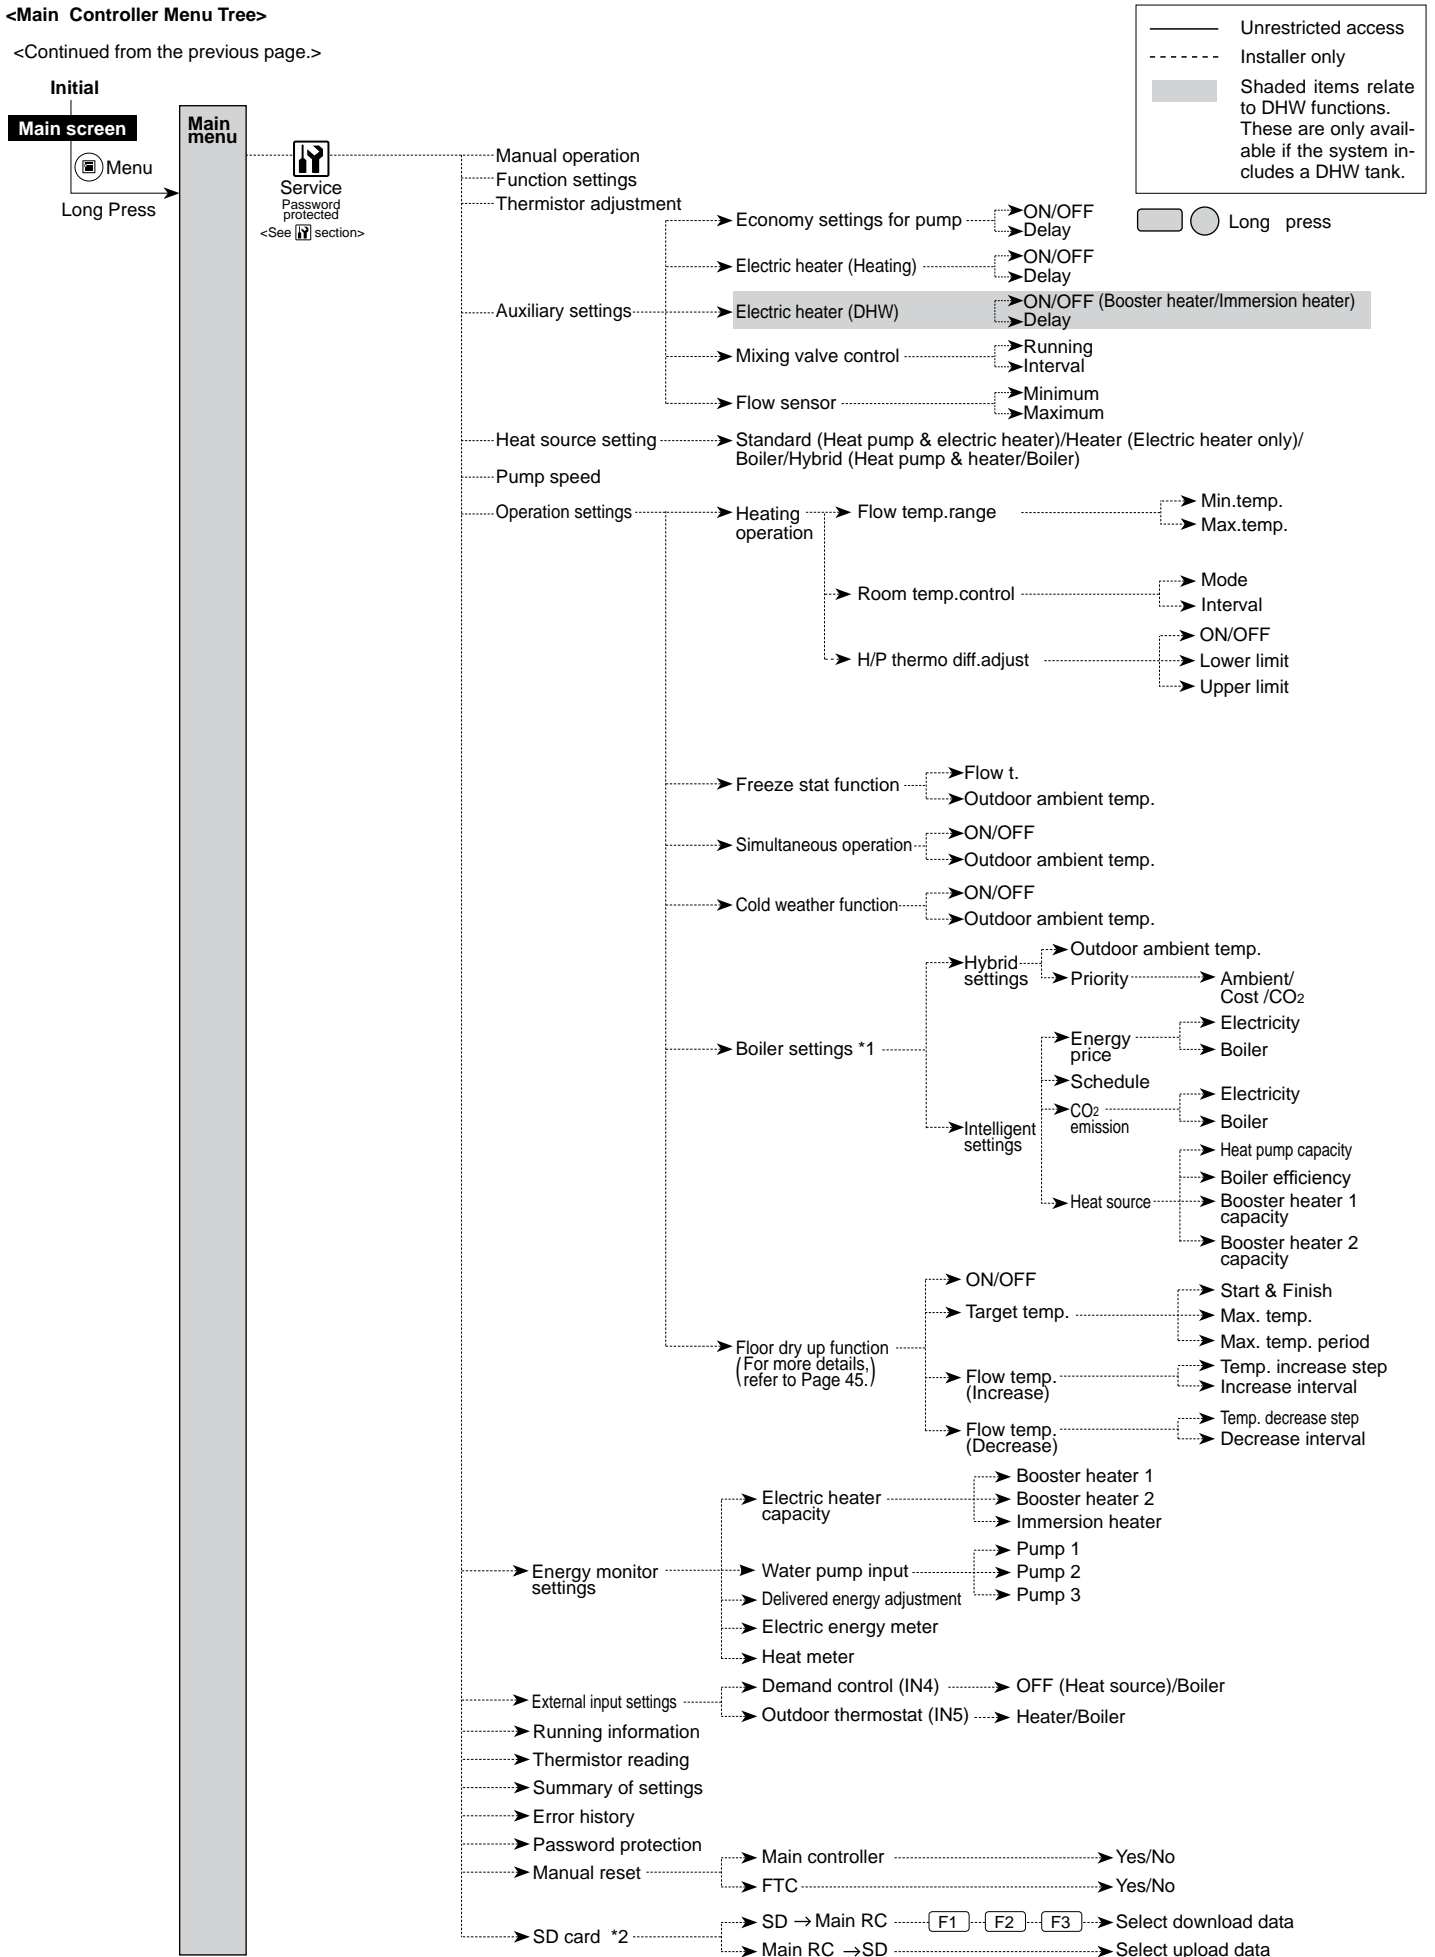 <Main Controller Menu Tree>
<Continued from the previous page.>
Unrestricted access
Installer only
Shaded items relate
to DHW functions.
These are only avail-
able if the system in-
cludes a DHW tank.
Long press
Initial
Main screen
Menu
Long Press
Main
menu
Service
Password
protected
<See section>
Manual operation
Function settings
Thermistor adjustment
Auxiliary settings
Economy settings for pump
ON/OFF
Delay
Electric heater (Heating)
ON/OFF
Delay
Electric heater (DHW)
ON/OFF (Booster heater/Immersion heater)
Delay
Mixing valve control
Running
Interval
Flow sensor
Minimum
Maximum
Heat source setting
Standard (Heat pump & electric heater)/Heater (Electric heater only)/
Boiler/Hybrid (Heat pump & heater/Boiler)
Pump speed
Operation settings
Heating
operation
Flow temp.range
Min.temp.
Max.temp.
Room temp.control
Mode
Interval
H/P thermo diff.adjust
ON/OFF
Lower limit
Upper limit
Freeze stat function
Flow t.
Outdoor ambient temp.
Simultaneous operation
ON/OFF
Outdoor ambient temp.
Cold weather function
ON/OFF
Outdoor ambient temp.
Boiler settings *1
Hybrid
settings
Outdoor ambient temp.
Priority
Ambient/
Cost /CO2
Intelligent
settings
Energy
price
Electricity
Boiler
Schedule
CO2
emission
Electricity
Boiler
Heat source
Heat pump capacity
Boiler efficiency
Booster heater 1
capacity
Booster heater 2
capacity
Floor dry up function
(For more details,
refer to Page 45.)
ON/OFF
Target temp.
Start & Finish
Max. temp.
Max. temp. period
Flow temp.
(Increase)
Temp. increase step
Increase interval
Flow temp.
(Decrease)
Temp. decrease step
Decrease interval
Energy monitor
settings
Electric heater
capacity
Booster heater 1
Booster heater 2
Immersion heater
Water pump input
Pump 1
Pump 2
Pump 3
Delivered energy adjustment
Electric energy meter
Heat meter
External input settings
Demand control (IN4)
OFF (Heat source)/Boiler
Outdoor thermostat (IN5)
Heater/Boiler
Running information
Thermistor reading
Summary of settings
Error history
Password protection
Manual reset
Main controller
Yes/No
FTC
Yes/No
SD card *2
SD → Main RC
F1
F2
F3
Select download data
Main RC → SD
Select upload data